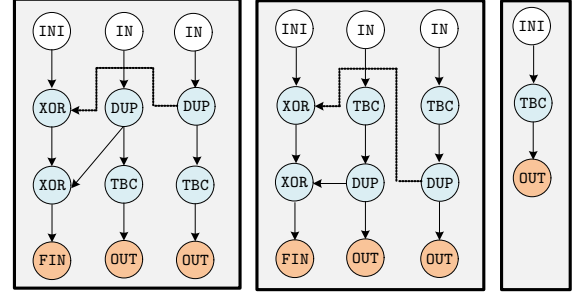 INI IN IN
XOR DUP DUP
XOR TBC TBC
FIN OUT OUT
INI IN IN
XOR TBC TBC
XOR DUP DUP
FIN OUT OUT
INI
TBC
OUT